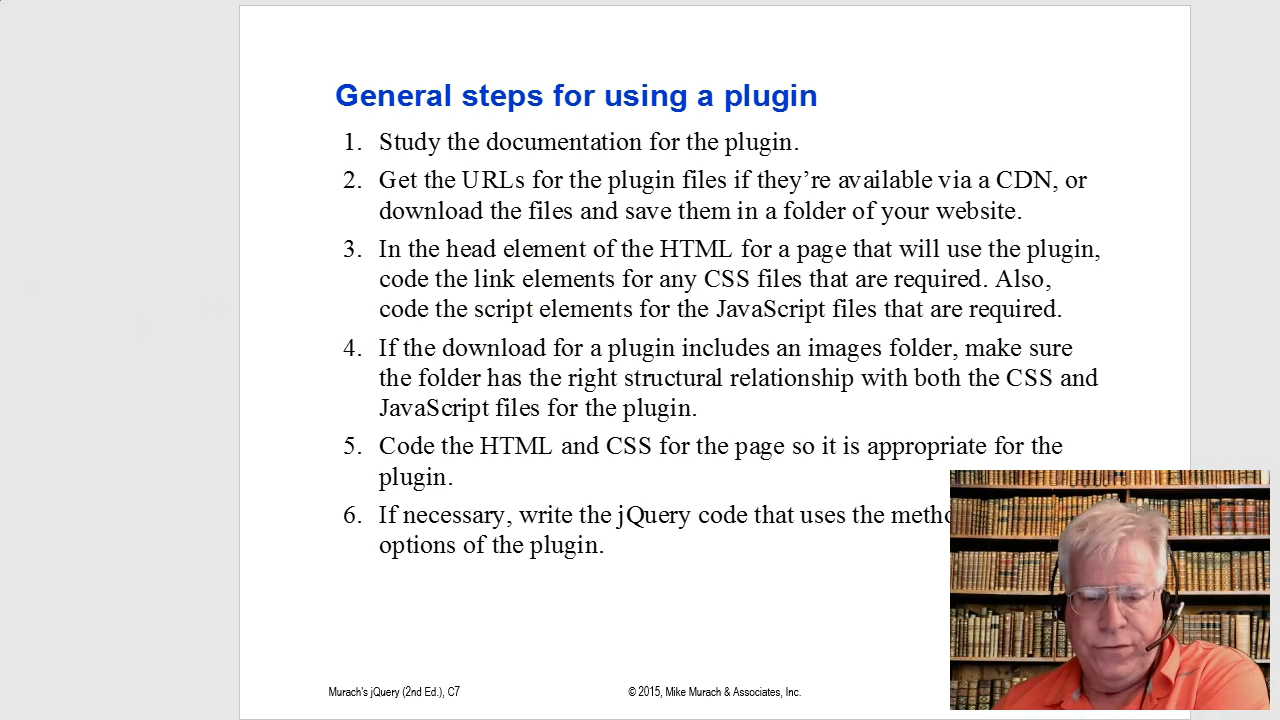 General steps for using a plugin
1. Study the documentation for the plugin.
2. Get the URLs for the plugin files if they’re available via a CDN, or
download the files and save them in a folder of your website.
3. In the head element of the HTML for a page that will use the plugin,
code the link elements for any CSS files that are required. Also,
code the script elements for the JavaScript files that are required.
4. If the download for a plugin includes an images folder, make sure
the folder has the right structural relationship with both the CSS and
JavaScript files for the plugin.
5. Code the HTML and CSS for the page so it is appropriate for the
plugin.
6. If necessary, write the jQuery code that uses the
options of the plugin.
Murach's jQuery (2nd Ed.), C7
© 2015, Mike Murach & Associates, Inc.